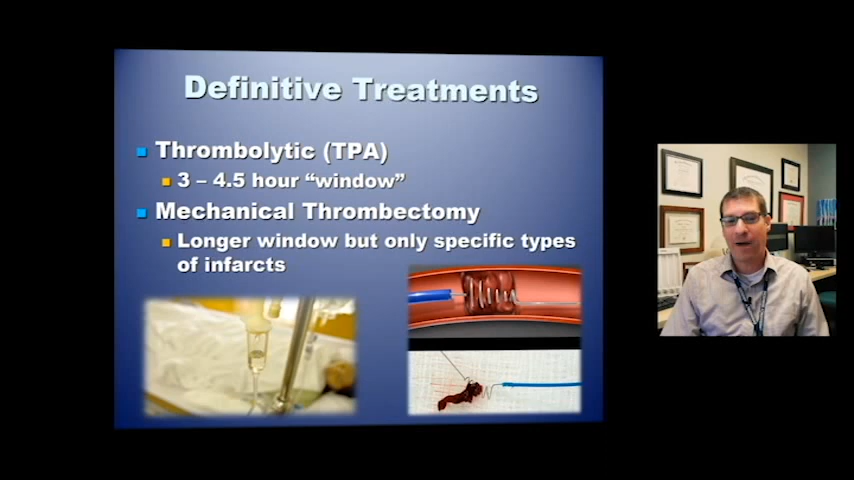 Definitive Treatments
Thrombolytic (TPA)
3 – 4.5 hour “window”
Mechanical Thrombectomy
Longer window but only specific types
of infarcts